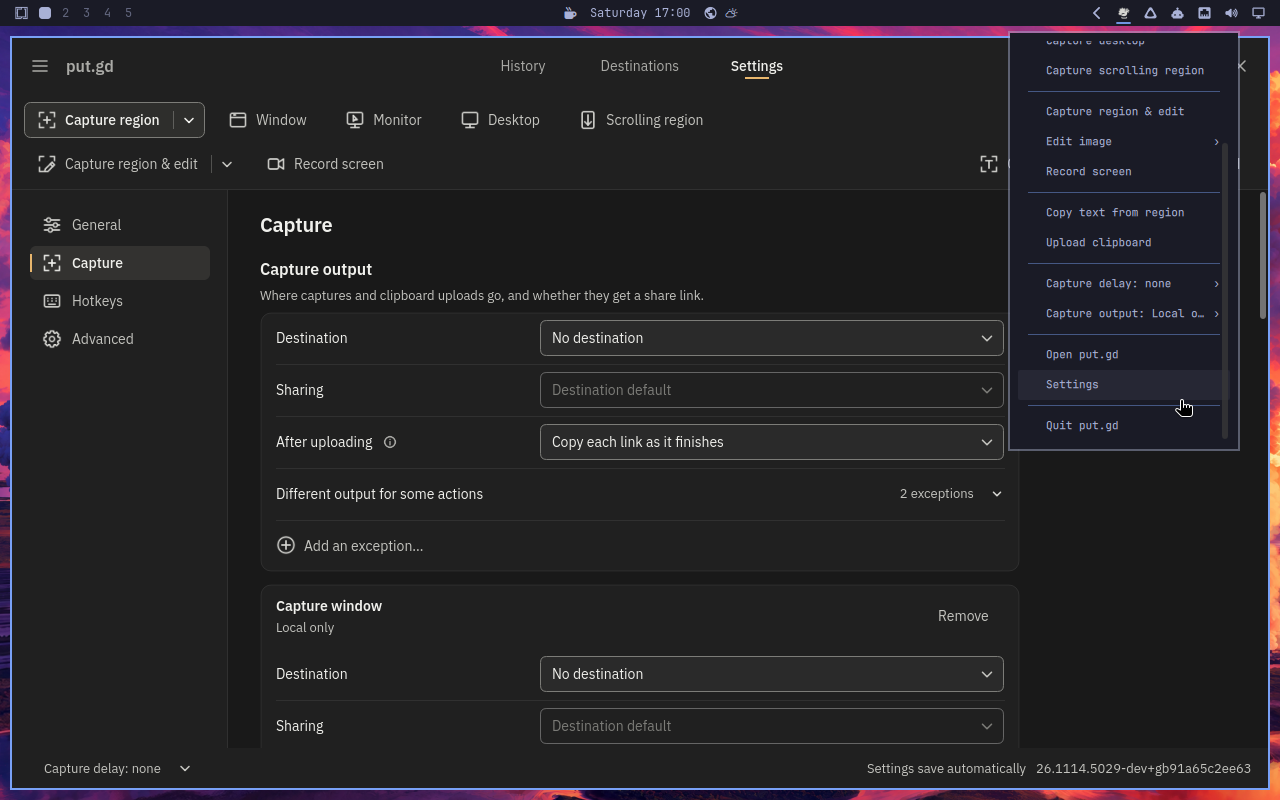 2 3 4 5
Saturday 17:00
put.gd
History
Destinations
Settings
Capture region
Window
Monitor
Desktop
Scrolling region
Capture region & edit
Record screen
General
Capture
Hotkeys
Advanced
Capture
Capture output
Where captures and clipboard uploads go, and whether they get a share link.
Destination
No destination
Sharing
Destination default
After uploading
Copy each link as it finishes
Different output for some actions
2 exceptions
Add an exception...
Capture window
Local only
Remove
Destination
No destination
Sharing
Destination default
Capture delay: none
Settings save automatically
26.1114.5029-dev+gb91a65c2ee63
Capture desktop
Capture scrolling region
Capture region & edit
Edit image
Record screen
Copy text from region
Upload clipboard
Capture delay: none
Capture output: Local o…
Open put.gd
Settings
Quit put.gd